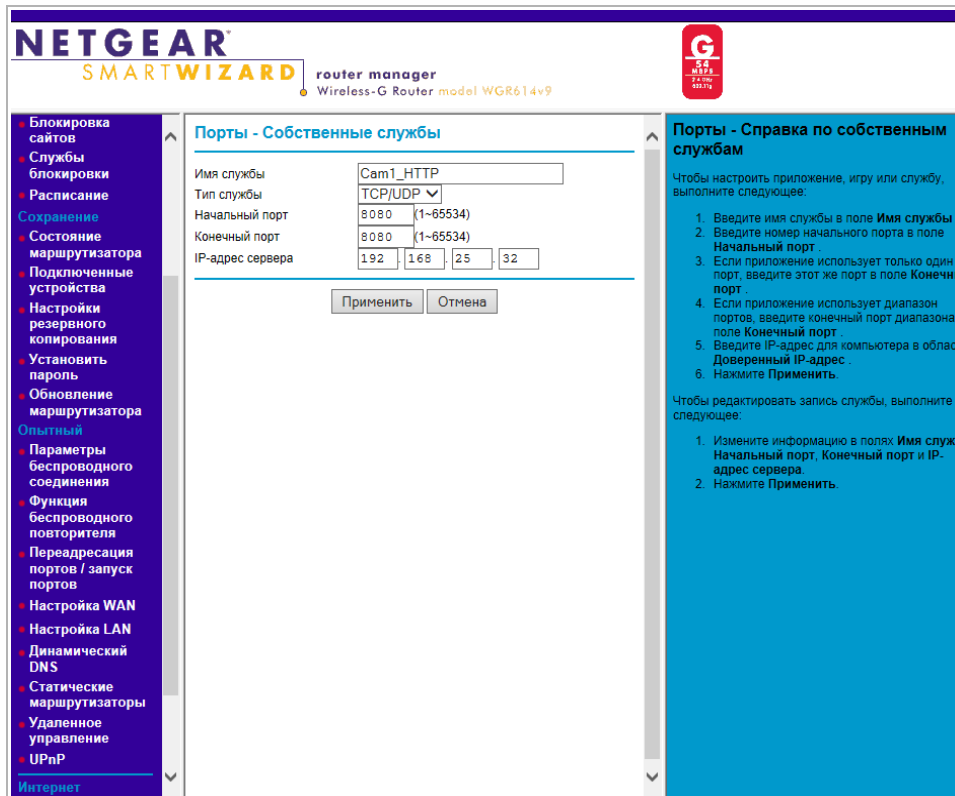 NETGEAR
SMARTWIZARD router manager
Wireless-G Router model WGR614v9
G
54
MBPS
2.4 GHz
802.11g
Блокировка
сайтов
Службы
блокировки
Расписание
Сохранение
Состояние
маршрутизатора
Подключенные
устройства
Настройки
резервного
копирования
Установить
пароль
Обновление
маршрутизатора
Опытный
Параметры
беспроводного
соединения
Функция
беспроводного
повторителя
Переадресация
портов / запуск
портов
Настройка WAN
Настройка LAN
Динамический
DNS
Статические
маршрутизаторы
Удаленное
управление
UPnP
Интернет
Порты - Собственные службы
Имя службы Cam1_HTTP
Тип службы TCP/UDP
Начальный порт 8080 (1~65534)
Конечный порт 8080 (1~65534)
IP-адрес сервера 192 . 168 . 25 . 32
Применить Отмена
Порты - Справка по собственным
службам
Чтобы настроить приложение, игру или службу,
выполните следующее:
1. Введите имя службы в поле Имя службы
2. Введите номер начального порта в поле
Начальный порт .
3. Если приложение использует только один
порт, введите этот же порт в поле Конечн
порт .
4. Если приложение использует диапазон
портов, введите конечный порт диапазона
поле Конечный порт .
5. Введите IP-адрес для компьютера в облас
Доверенный IP-адрес .
6. Нажмите Применить.
Чтобы редактировать запись службы, выполните
следующее:
1. Измените информацию в полях Имя служ
Начальный порт, Конечный порт и IP-
адрес сервера.
2. Нажмите Применить.